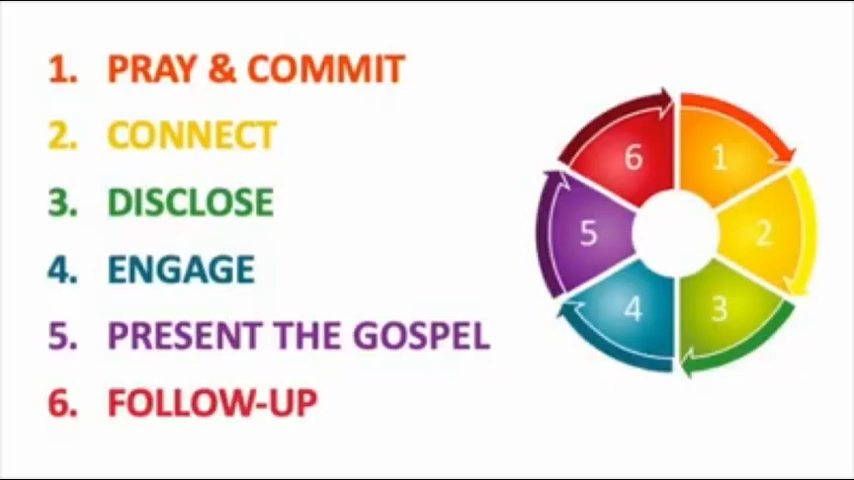 1. PRAY & COMMIT
2. CONNECT
3. DISCLOSE
4. ENGAGE
5. PRESENT THE GOSPEL
6. FOLLOW-UP
6 1
5 2
4 3